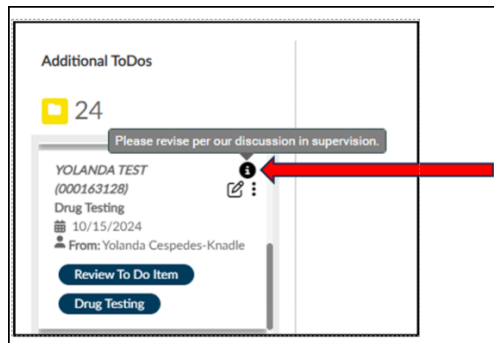 Additional ToDos
24
Please revise per our discussion in supervision.
YOLANDA TEST
(000163128)
Drug Testing
10/15/2024
From: Yolanda Cespedes-Knadle
Review To Do Item
Drug Testing